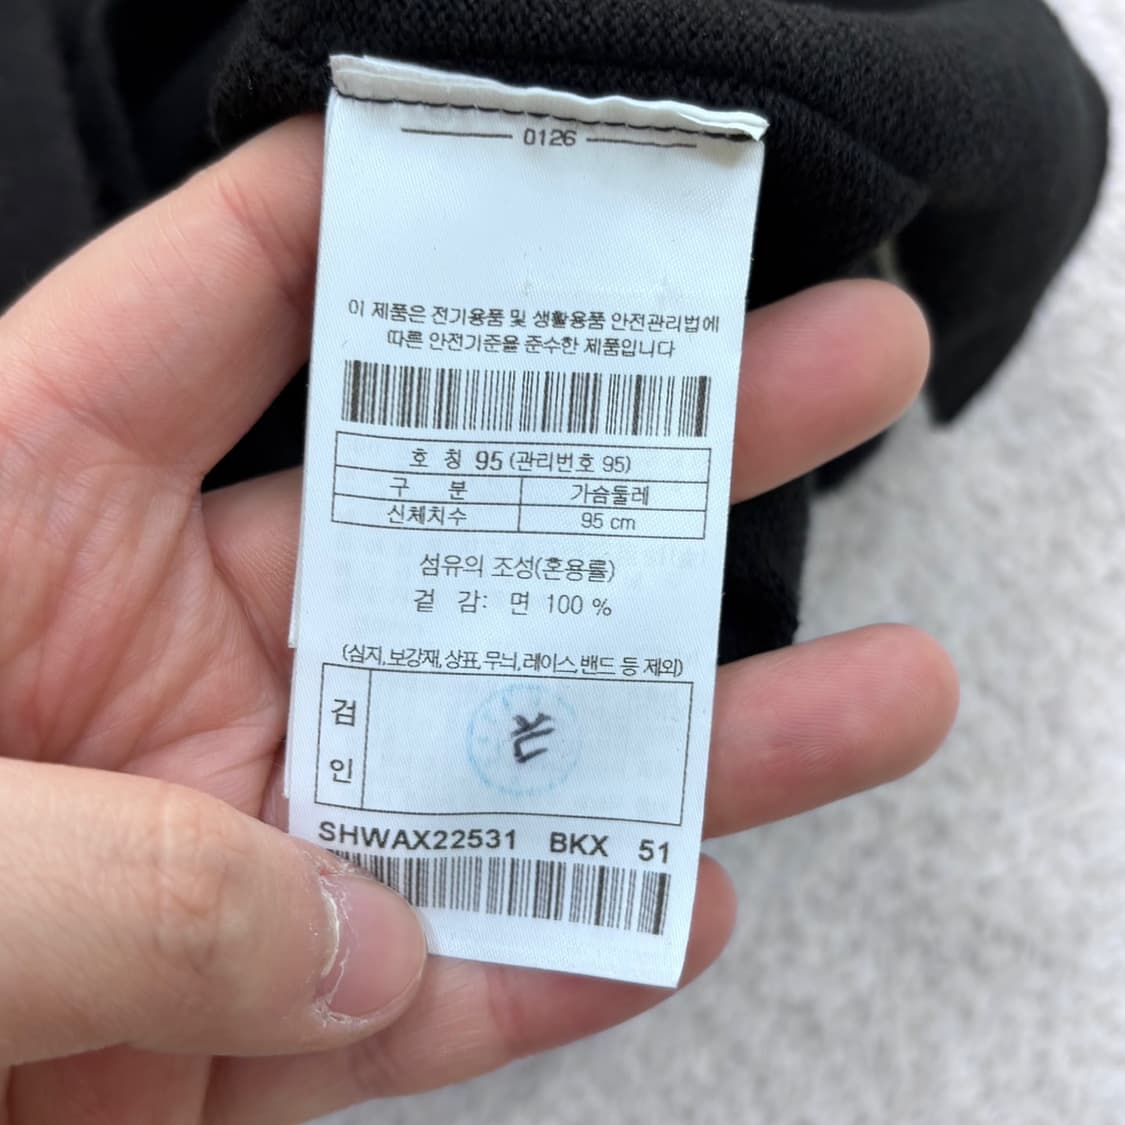 0126
이 제품은 전기용품 및 생활용품 안전관리법에
따른 안전기준을 준수한 제품입니다
호 칭 95 (관리번호 95)
구 분 가슴둘레
신체치수 95 cm
섬유의 조성(혼용률)
겉 감: 면 100 %
(심지,보강재,상표,무늬,레이스,밴드 등 제외)
검
인
SHWAX22531 BKX 51